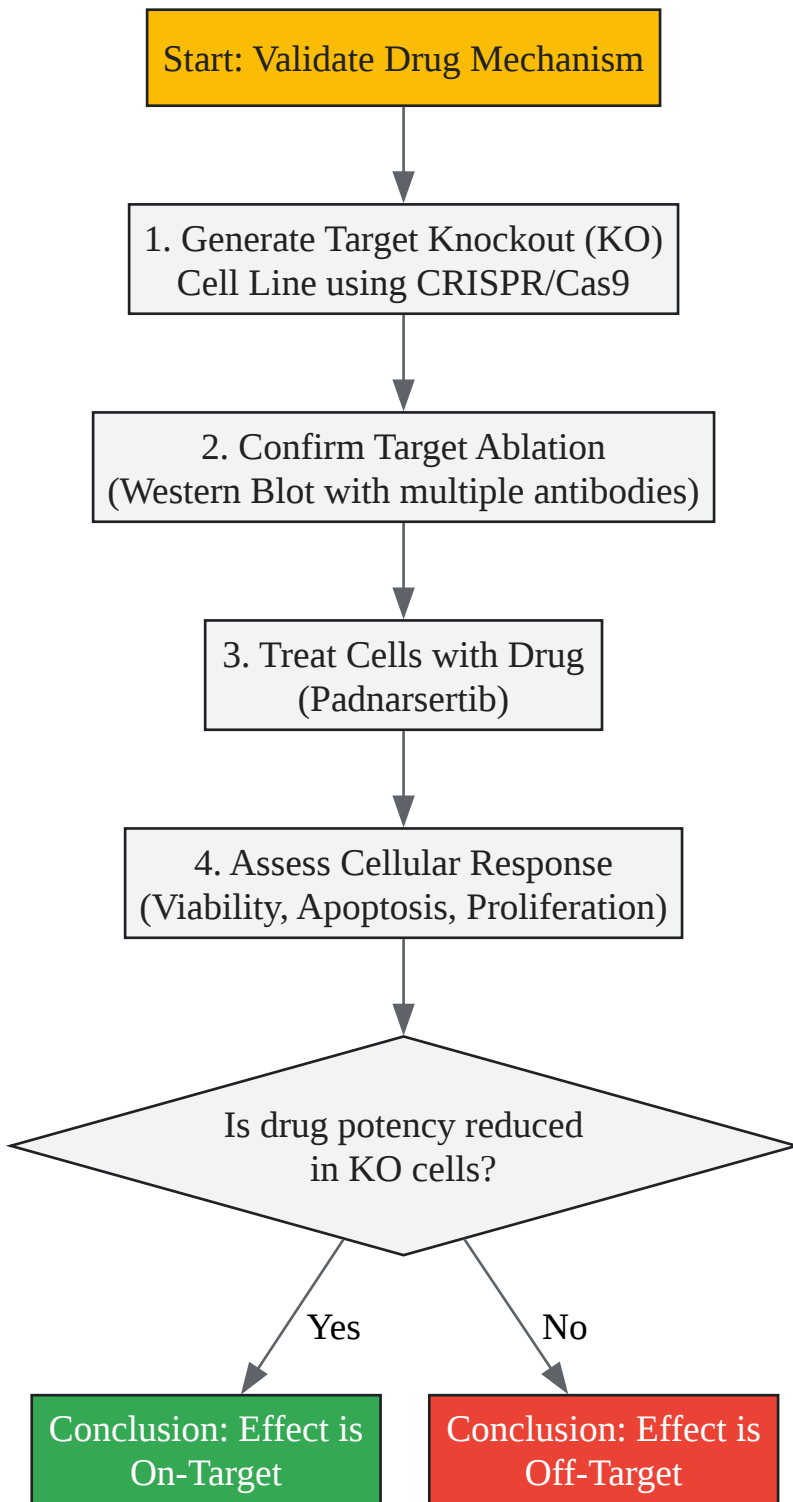 Start: Validate Drug Mechanism
1. Generate Target Knockout (KO)
Cell Line using CRISPR/Cas9
2. Confirm Target Ablation
(Western Blot with multiple antibodies)
3. Treat Cells with Drug
(Padnarsertib)
4. Assess Cellular Response
(Viability, Apoptosis, Proliferation)
Is drug potency reduced
in KO cells?
Yes
No
Conclusion: Effect is
On-Target
Conclusion: Effect is
Off-Target